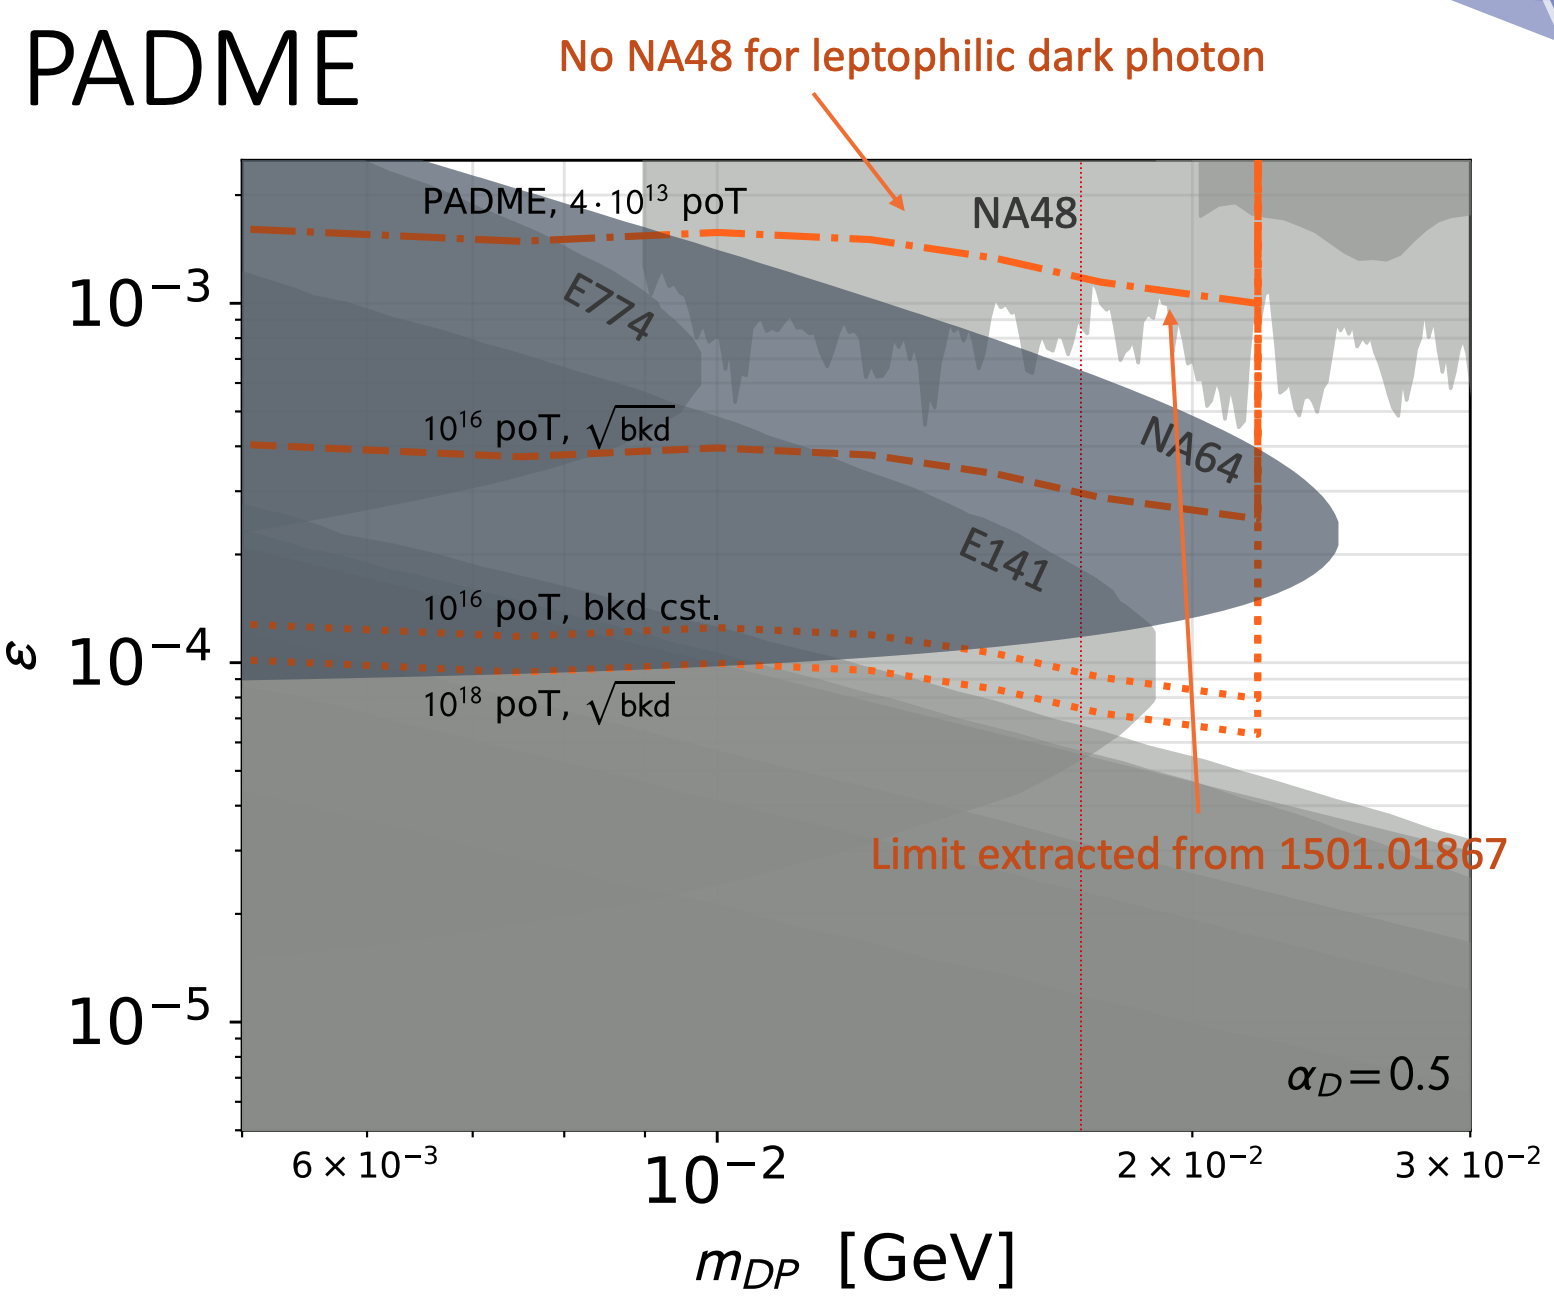 PADME
No NA48 for leptophilic dark photon
PADME, 4·10¹³ poT
NA48
E774
10⁻³
10¹⁶ poT, √bkd
NA64
E141
10¹⁶ poT, bkd cst.
ε
10⁻⁴
10¹⁸ poT, √bkd
Limit extracted from 1501.01867
10⁻⁵
α_D = 0.5
6 × 10⁻³
10⁻²
2 × 10⁻²
3 × 10⁻²
m_DP [GeV]